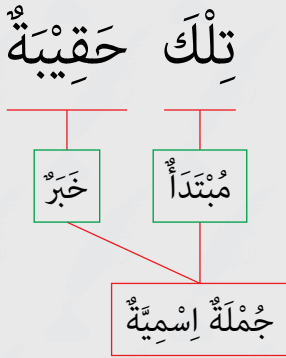 تِلْكَ حَقِيْبَةٌ
مُبْتَدَأٌ خَبَرٌ
جُمْلَةٌ اِسْمِيَّةٌ